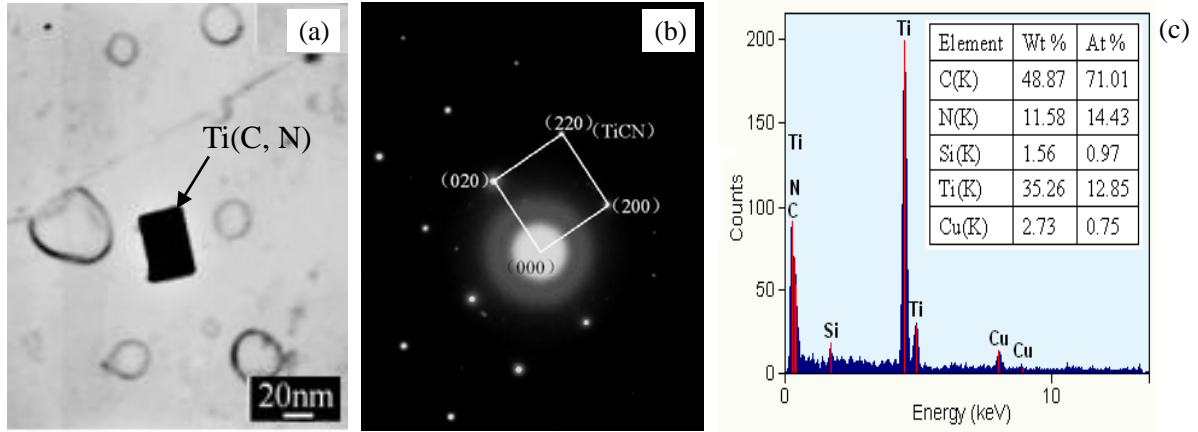 (a)
Ti(C, N)
20nm
(b)
(220)(TiCN)
(020)
(200)
(000)
(c)
Element Wt % At %
C(K) 48.87 71.01
N(K) 11.58 14.43
Si(K) 1.56 0.97
Ti(K) 35.26 12.85
Cu(K) 2.73 0.75
Counts
200
150
100
50
0
Ti
Ti
N
C
Si
Ti
Cu
Cu
0
10
Energy (keV)